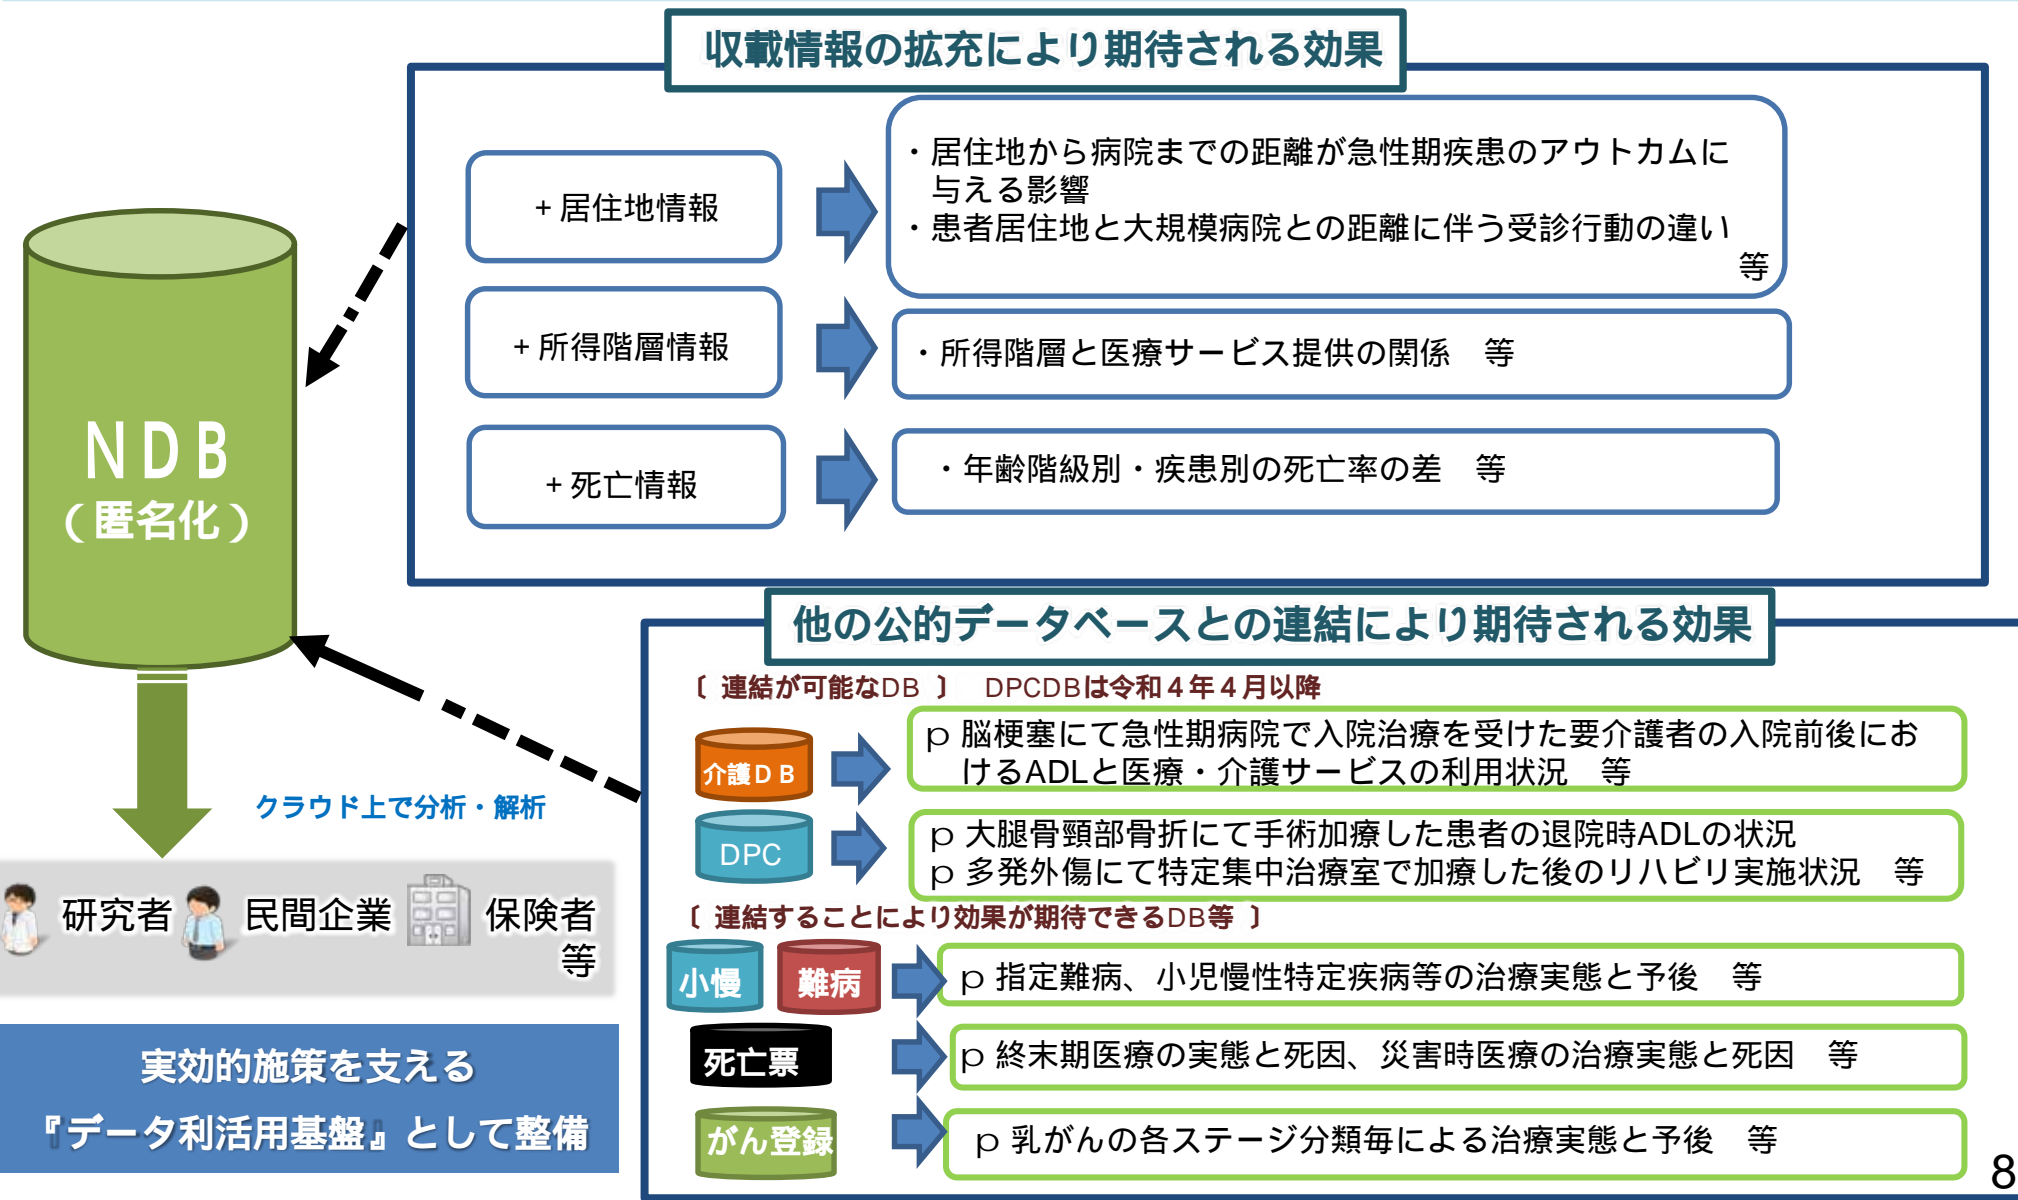 収載情報の拡充により期待される効果
+ 居住地情報
・居住地から病院までの距離が急性期疾患のアウトカムに
与える影響
・患者居住地と大規模病院との距離に伴う受診行動の違い
等
+ 所得階層情報
・所得階層と医療サービス提供の関係　等
+ 死亡情報
・年齢階級別・疾患別の死亡率の差　等
ＮＤＢ
（匿名化）
クラウド上で分析・解析
研究者
民間企業
保険者
等
実効的施策を支える
『データ利活用基盤』として整備
他の公的データベースとの連結により期待される効果
〔 連結が可能なDB 〕　DPCDBは令和４年４月以降
介護ＤＢ
p 脳梗塞にて急性期病院で入院治療を受けた要介護者の入院前後にお
けるADLと医療・介護サービスの利用状況　等
DPC
p 大腿骨頸部骨折にて手術加療した患者の退院時ADLの状況
p 多発外傷にて特定集中治療室で加療した後のリハビリ実施状況　等
〔 連結することにより効果が期待できるDB等 〕
小慢
難病
p 指定難病、小児慢性特定疾病等の治療実態と予後　等
死亡票
p 終末期医療の実態と死因、災害時医療の治療実態と死因　等
がん登録
p 乳がんの各ステージ分類毎による治療実態と予後　等
8